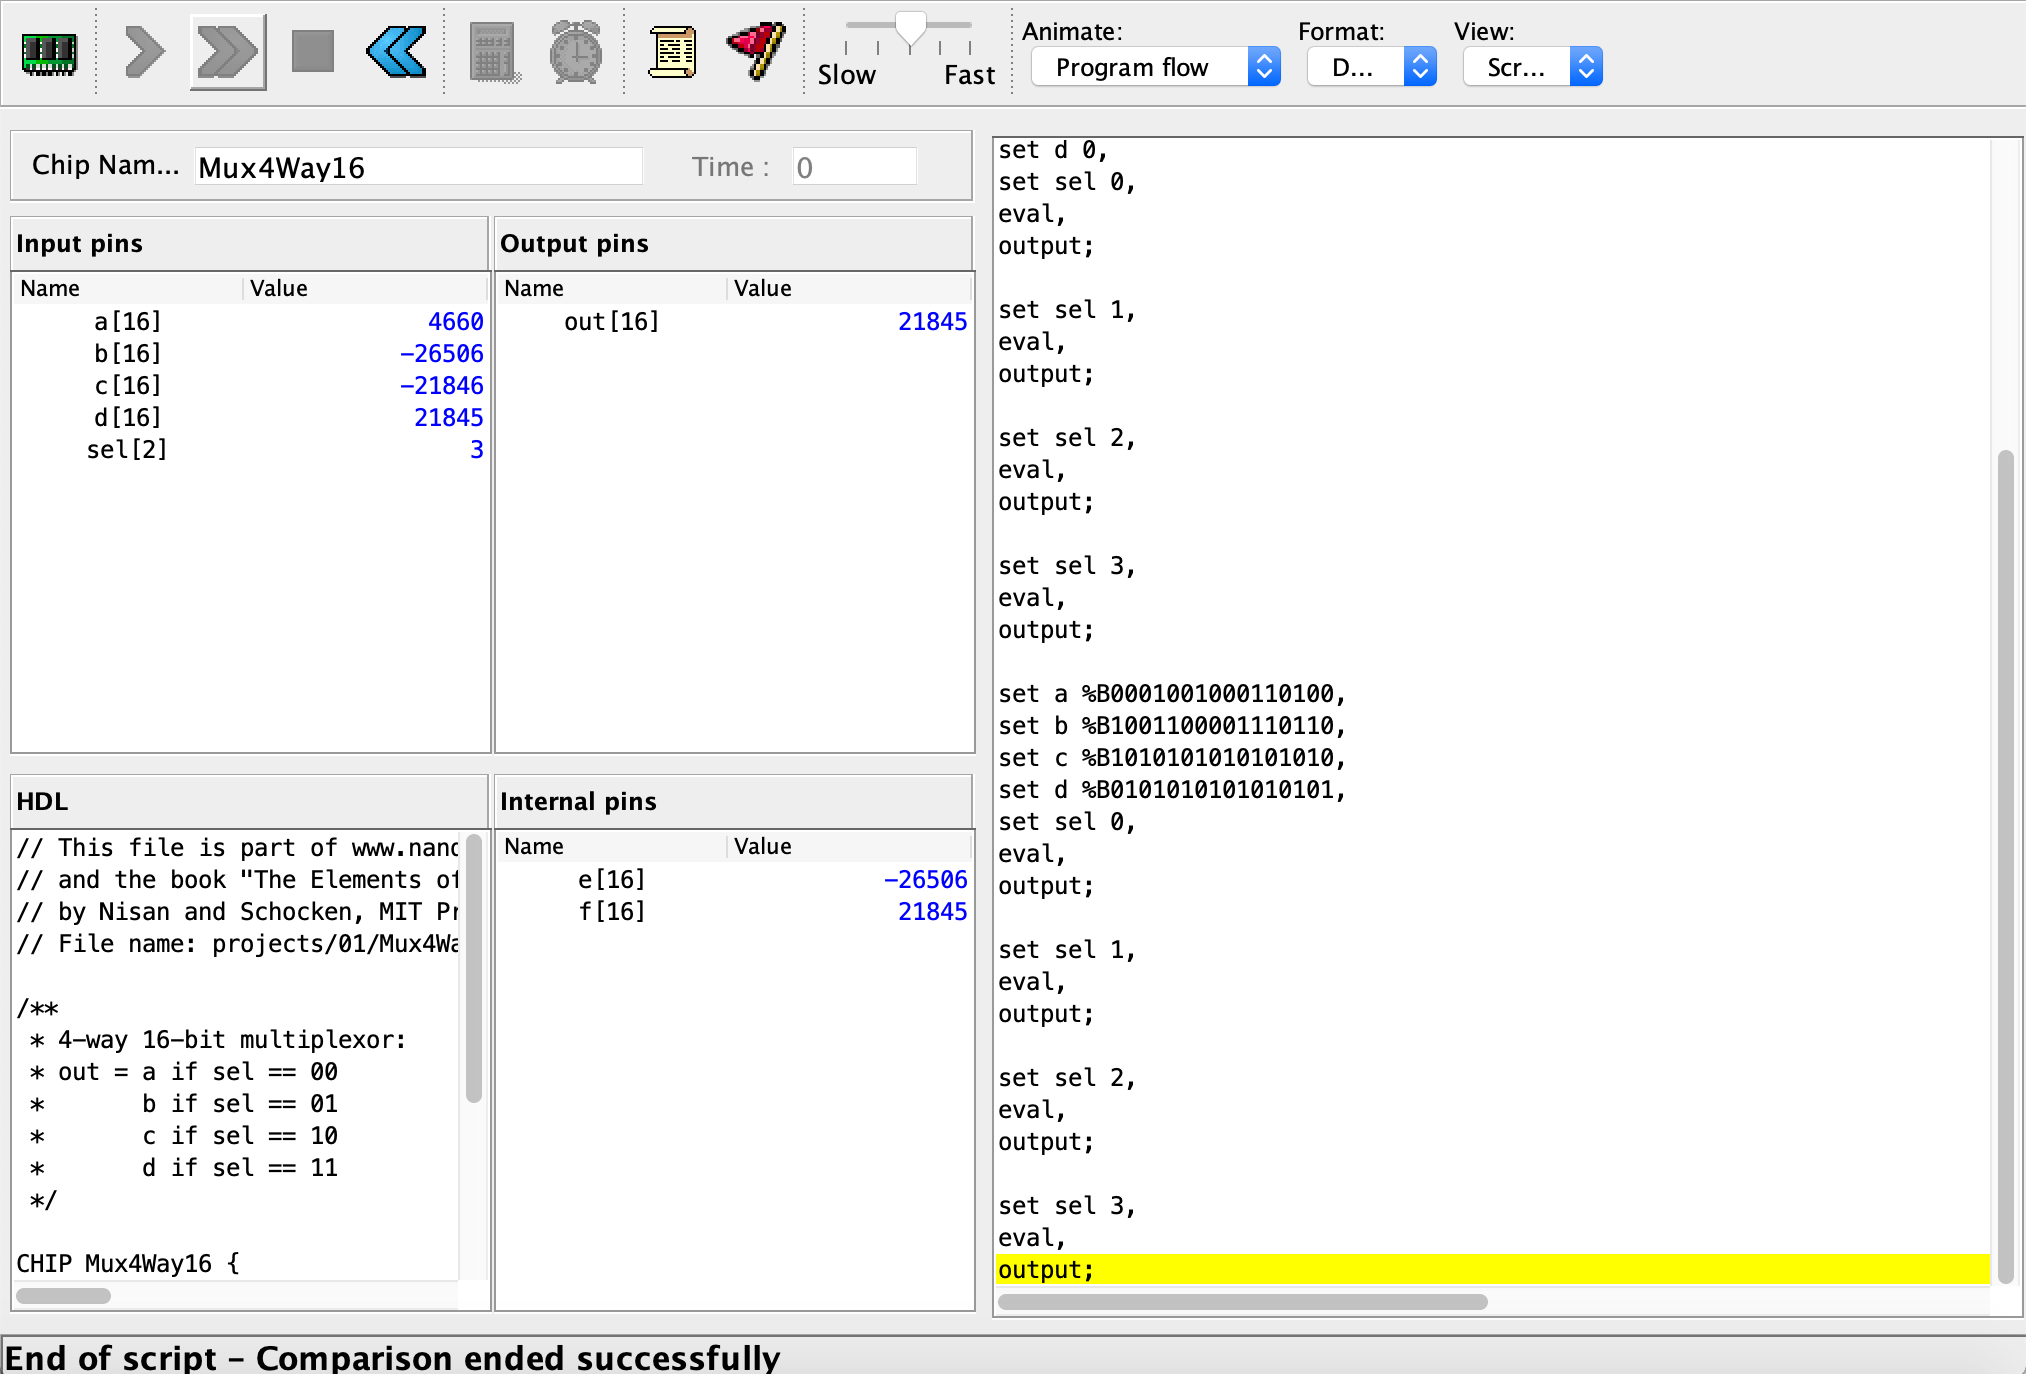 Slow Fast
Animate: Format: View:
Program flow D... Scr...
Chip Nam... Mux4Way16 Time : 0
Input pins
Name Value
a[16] 4660
b[16] -26506
c[16] -21846
d[16] 21845
sel[2] 3
Output pins
Name Value
out[16] 21845
HDL
// This file is part of www.nand
// and the book "The Elements of
// by Nisan and Schocken, MIT Pr
// File name: projects/01/Mux4Wa
/**
* 4-way 16-bit multiplexor:
* out = a if sel == 00
* b if sel == 01
* c if sel == 10
* d if sel == 11
*/
CHIP Mux4Way16 {
Internal pins
Name Value
e[16] -26506
f[16] 21845
set d 0,
set sel 0,
eval,
output;
set sel 1,
eval,
output;
set sel 2,
eval,
output;
set sel 3,
eval,
output;
set a %B0001001000110100,
set b %B1001100001110110,
set c %B1010101010101010,
set d %B0101010101010101,
set sel 0,
eval,
output;
set sel 1,
eval,
output;
set sel 2,
eval,
output;
set sel 3,
eval,
output;
End of script - Comparison ended successfully